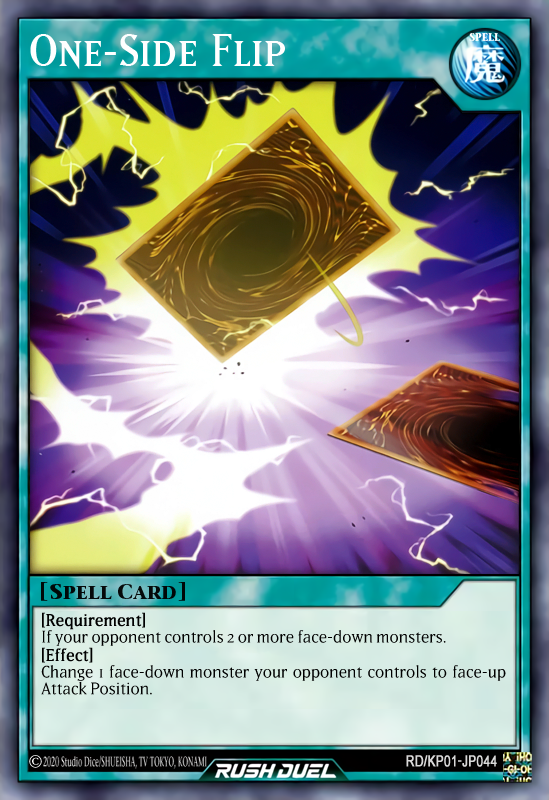 ONE-SIDE FLIP
SPELL
魔
[SPELL CARD]
[Requirement]
If your opponent controls 2 or more face-down monsters.
[Effect]
Change 1 face-down monster your opponent controls to face-up
Attack Position.
©2020 Studio Dice/SHUEISHA, TV TOKYO, KONAMI
RUSH DUEL
RD/KP01-JP044